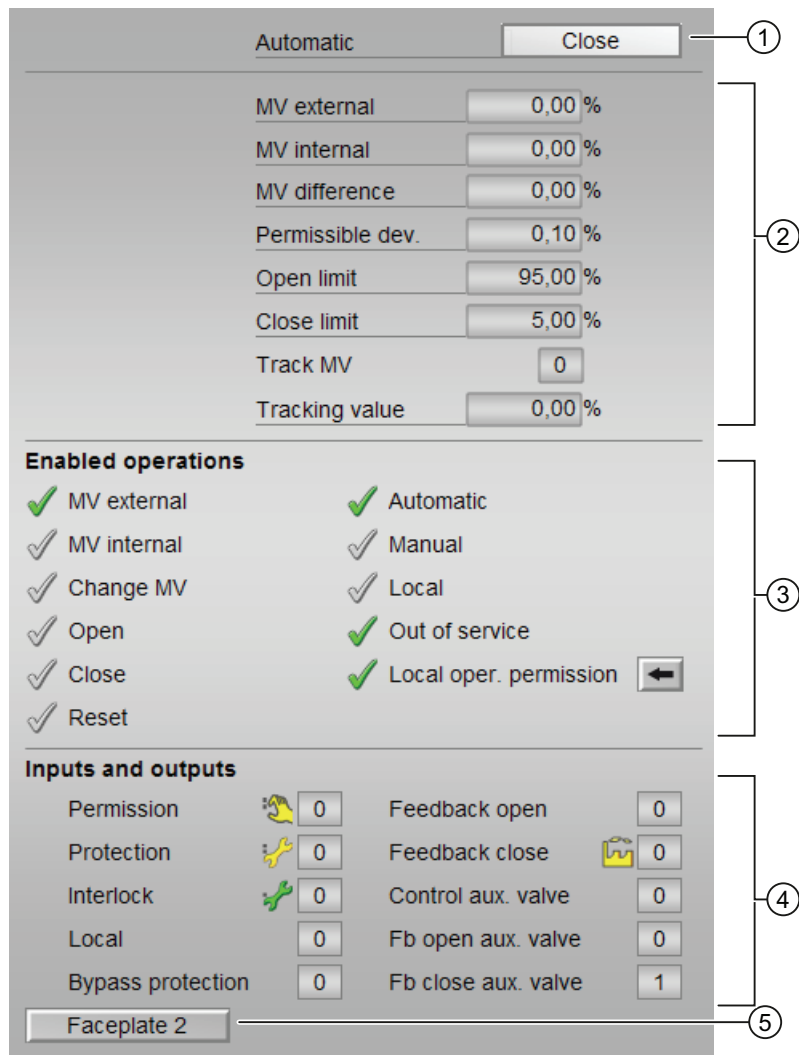 Automatic Close 1
MV external 0,00 %
MV internal 0,00 %
MV difference 0,00 %
Permissible dev. 0,10 % 2
Open limit 95,00 %
Close limit 5,00 %
Track MV 0
Tracking value 0,00 %
Enabled operations
MV external Automatic
MV internal Manual
Change MV Local 3
Open Out of service
Close Local oper. permission
Reset
Inputs and outputs
Permission 0 Feedback open 0
Protection 0 Feedback close 0
Interlock 0 Control aux. valve 0 4
Local 0 Fb open aux. valve 0
Bypass protection 0 Fb close aux. valve 1
Faceplate 2 5